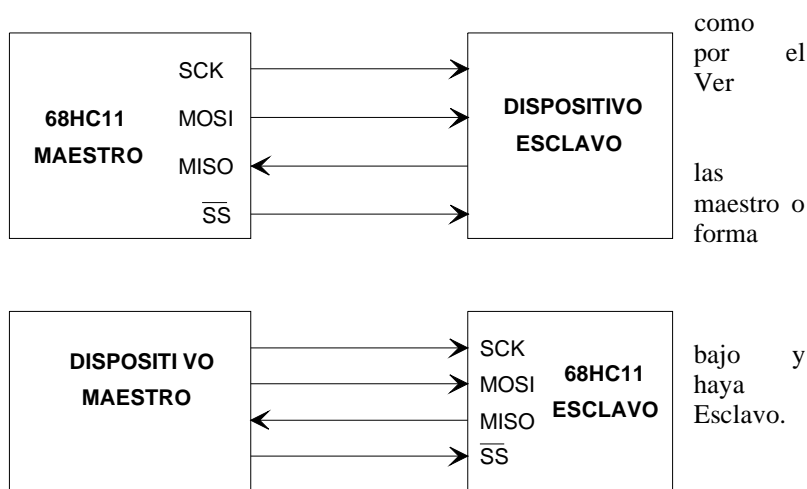 como
por el
Ver
las
maestro o
forma
SCK
MOSI
MISO
SS
68HC11
MAESTRO
DISPOSITIVO
ESCLAVO
DISPOSITI VO
MAESTRO
SCK
MOSI
MISO
SS
68HC11
ESCLAVO
bajo y
haya
Esclavo.